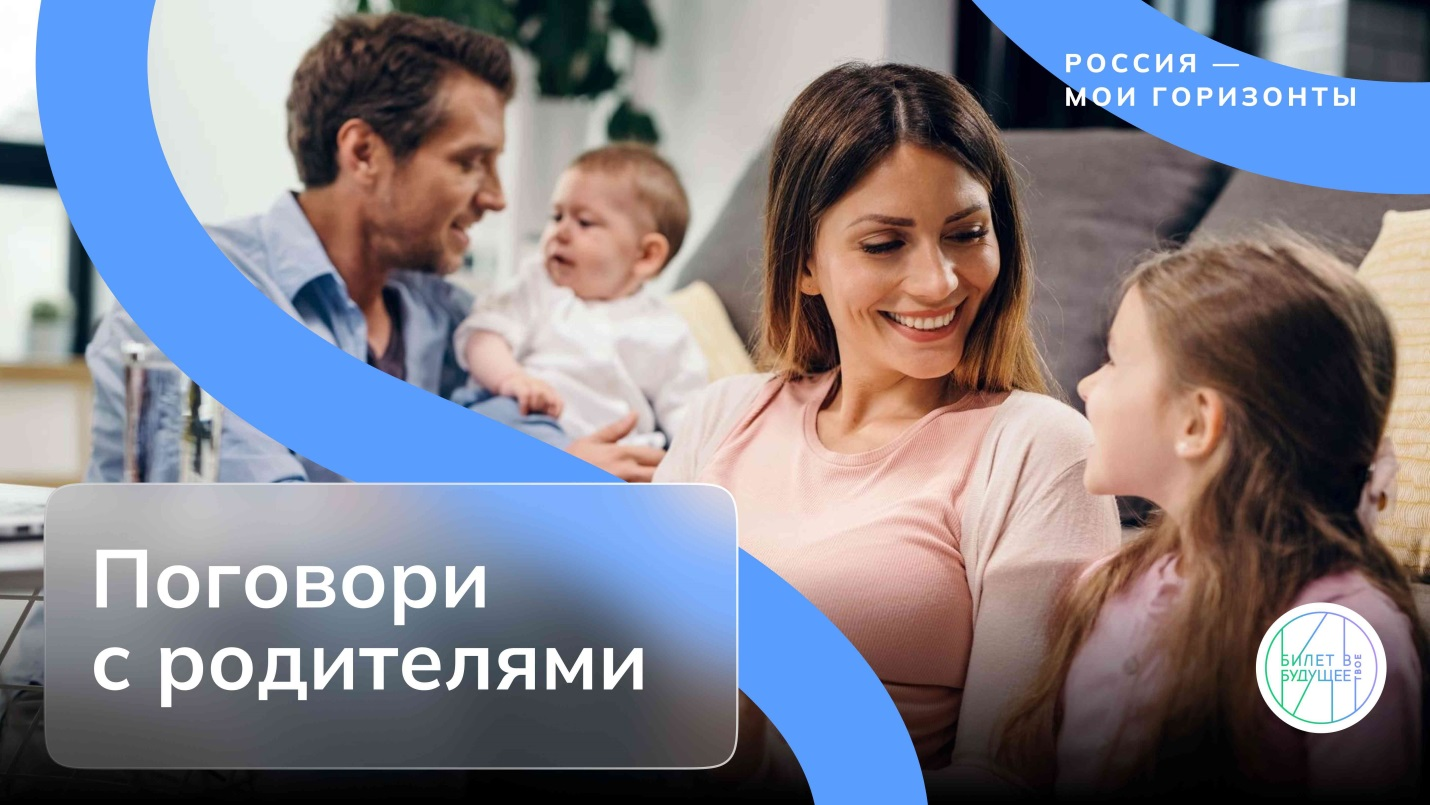 РОССИЯ —
МОИ ГОРИЗОНТЫ
Поговори
с родителями
БИЛЕТ В
БУДУЩЕЕ
ТВОЕ